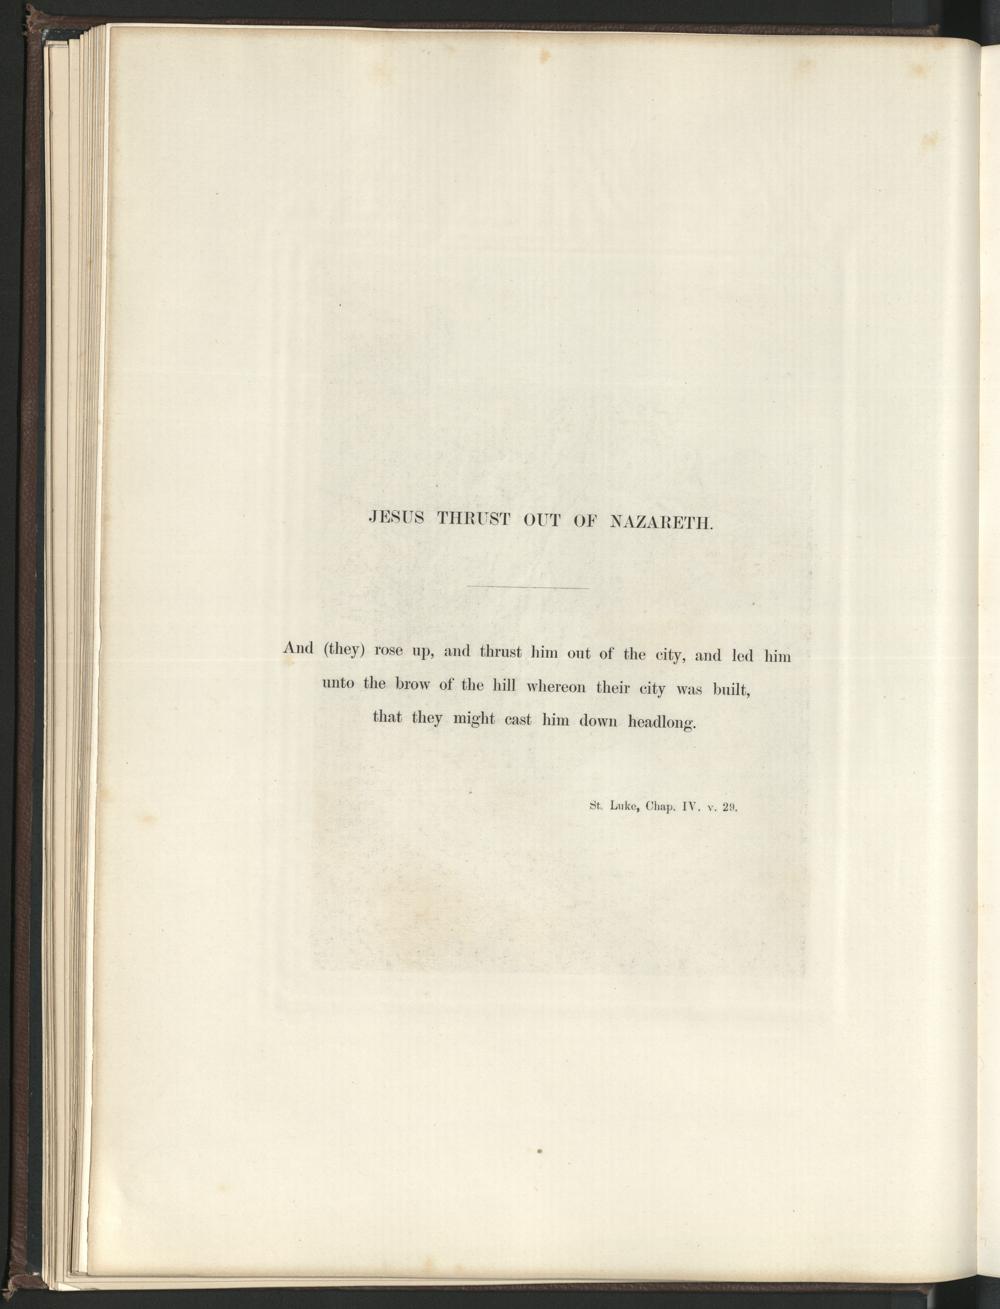 JESUS THRUST OUT OF NAZARETH.
And (they) rose up, and thrust him out of the city, and led him
unto the brow of the hill whereon their city was built,
that they might cast him down headlong.
St. Luke, Chap. IV. v. 29.